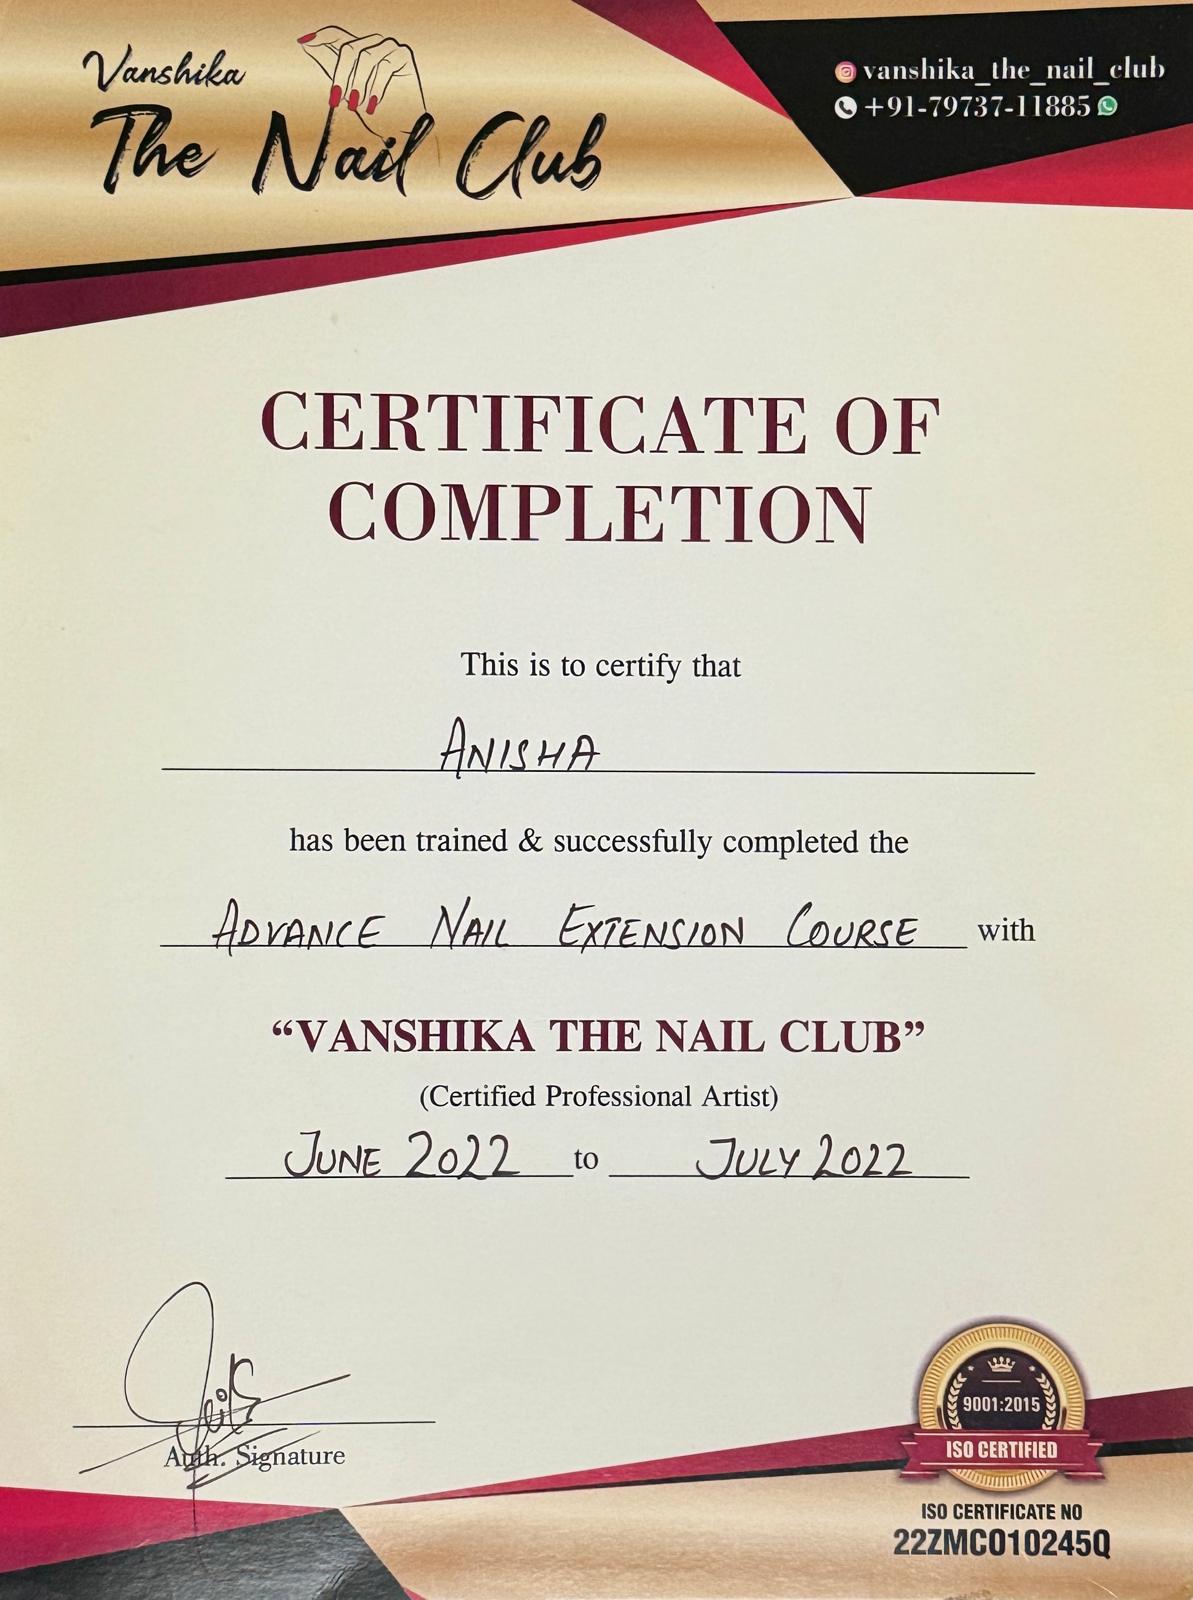 Vanshika
The Nail Club
vanshika_the_nail_club
+91-79737-11885
CERTIFICATE OF
COMPLETION
This is to certify that
ANISHA
has been trained & successfully completed the
ADVANCE NAIL EXTENSION COURSE with
“VANSHIKA THE NAIL CLUB”
(Certified Professional Artist)
JUNE 2022 to JULY 2022
Auth. Signature
9001:2015
ISO CERTIFIED
ISO CERTIFICATE NO
22ZMCO10245Q